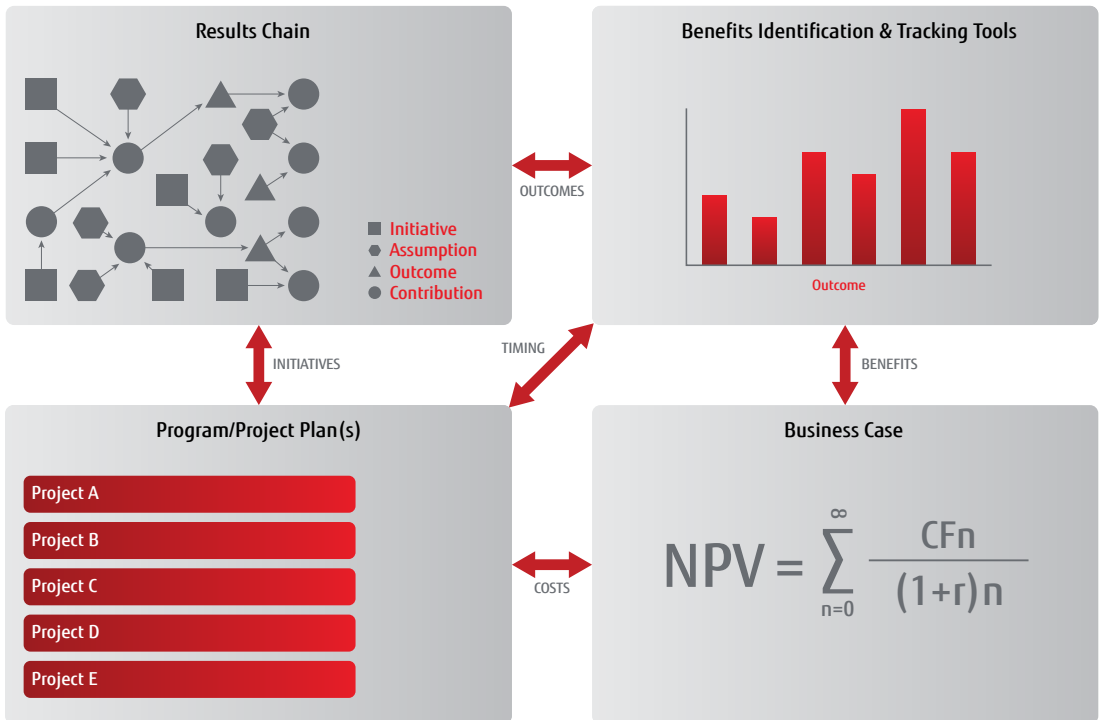 Results Chain
Initiative
Assumption
Outcome
Contribution
OUTCOMES
Benefits Identification & Tracking Tools
Outcome
INITIATIVES
TIMING
BENEFITS
Program/Project Plan(s)
Project A
Project B
Project C
Project D
Project E
COSTS
Business Case
NPV = ∞ ∑ n=0 CFn / (1+r)n